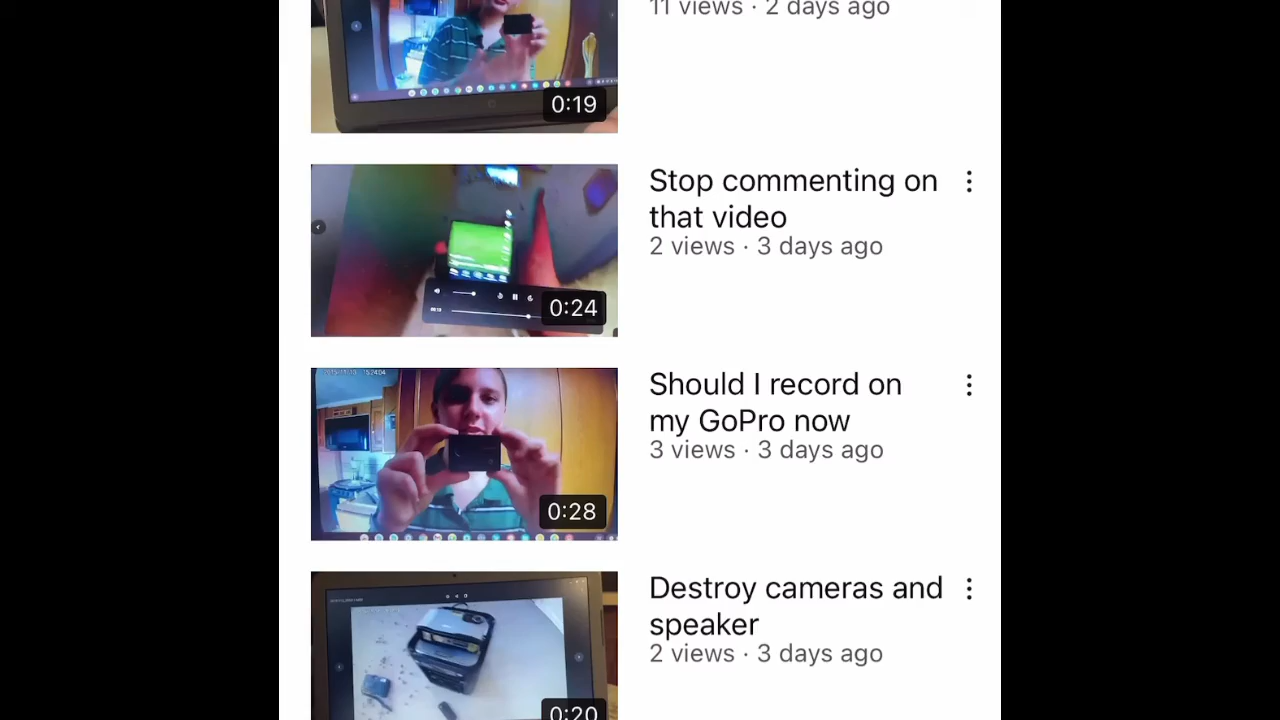 11 views · 2 days ago
0:19
Stop commenting on
that video
2 views · 3 days ago
0:24
Should I record on
my GoPro now
3 views · 3 days ago
0:28
Destroy cameras and
speaker
2 views · 3 days ago
0:20